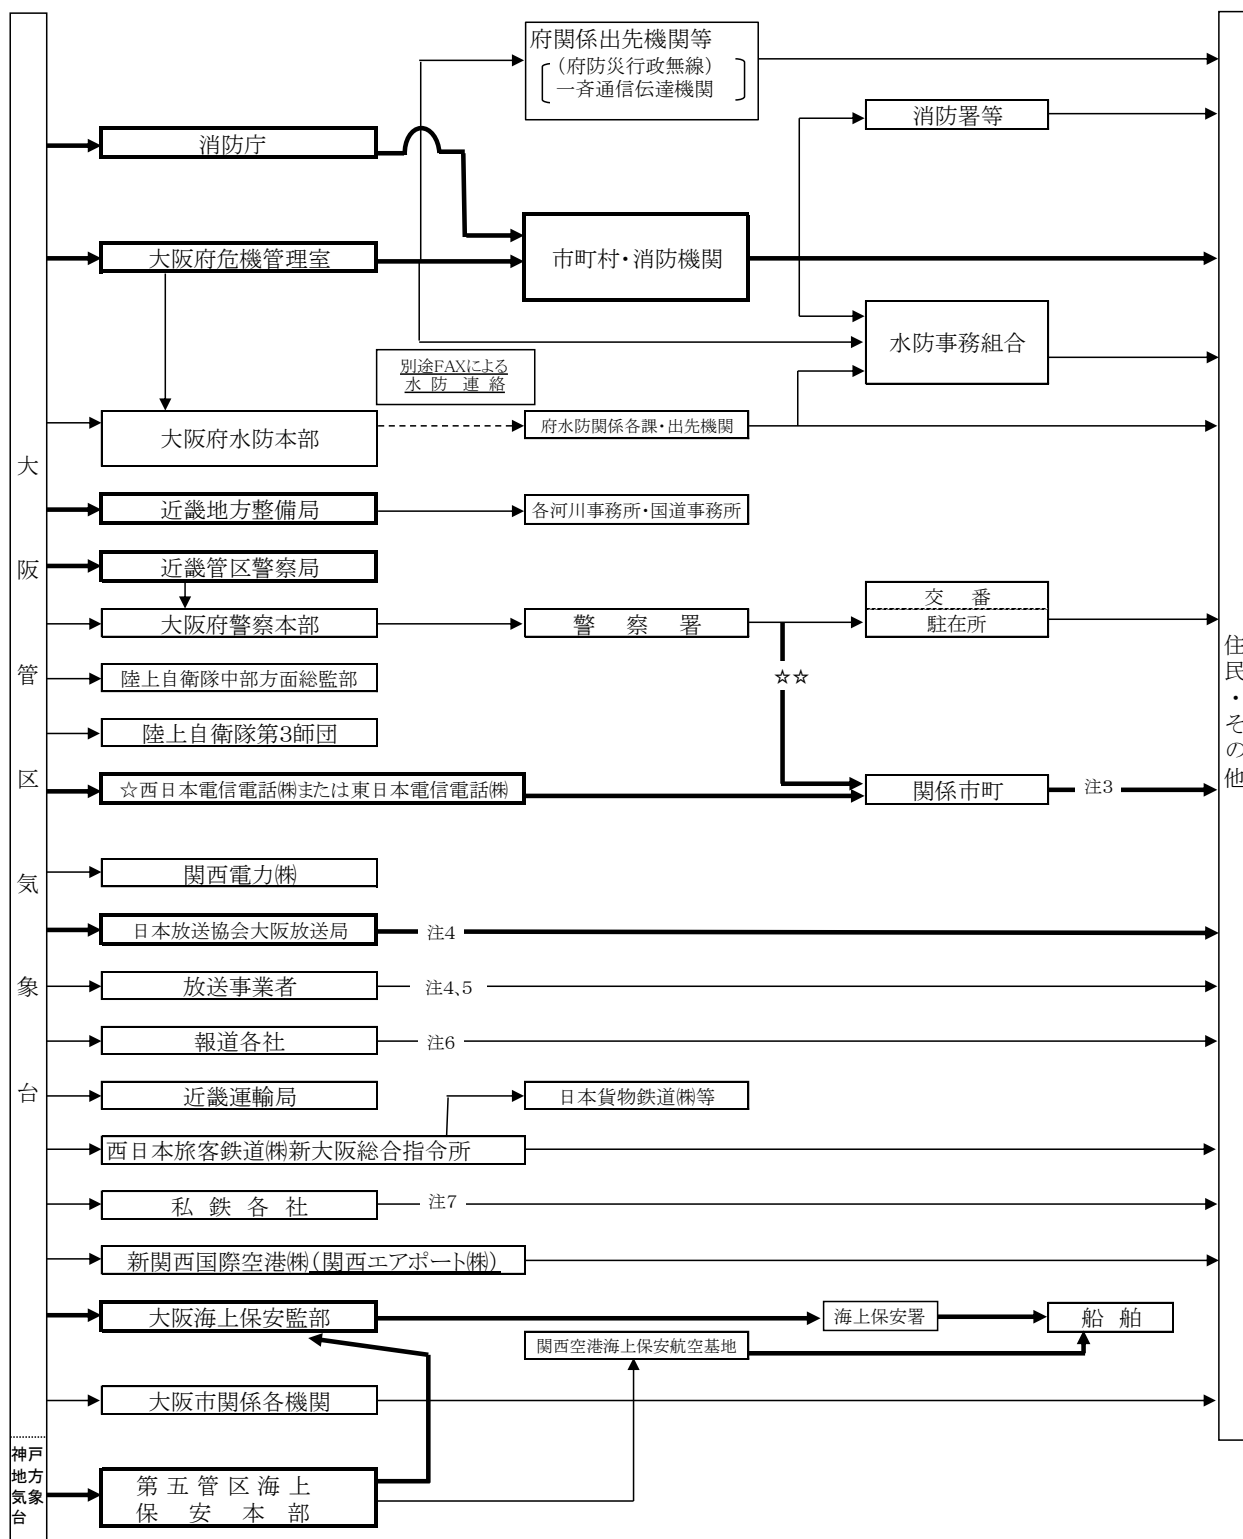 大阪管区気象台
神戸
地方
気象
台
府関係出先機関等
(府防災行政無線)
一斉通信伝達機関
消防署等
消防庁
大阪府危機管理室
市町村・消防機関
水防事務組合
別途FAXによる
水防連絡
大阪府水防本部
府水防関係各課・出先機関
近畿地方整備局
各河川事務所・国道事務所
近畿管区警察局
大阪府警察本部
警察署
交番
駐在所
陸上自衛隊中部方面総監部
☆☆
陸上自衛隊第3師団
☆西日本電信電話㈱または東日本電信電話㈱
関係市町
注3
関西電力㈱
日本放送協会大阪放送局
注4
放送事業者
注4、5
報道各社
注6
近畿運輸局
日本貨物鉄道㈱等
西日本旅客鉄道㈱新大阪総合指令所
私鉄各社
注7
新関西国際空港㈱(関西エアポート㈱)
大阪海上保安監部
海上保安署
船舶
関西空港海上保安航空基地
大阪市関係各機関
第五管区海上
保安本部
住民・その他